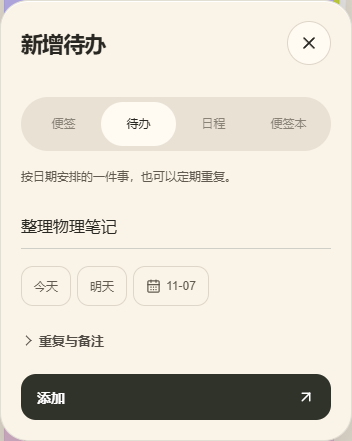 新增待办
便签 待办 日程 便签本
按日期安排的一件事，也可以定期重复。
整理物理笔记
今天 明天 11-07
重复与备注
添加